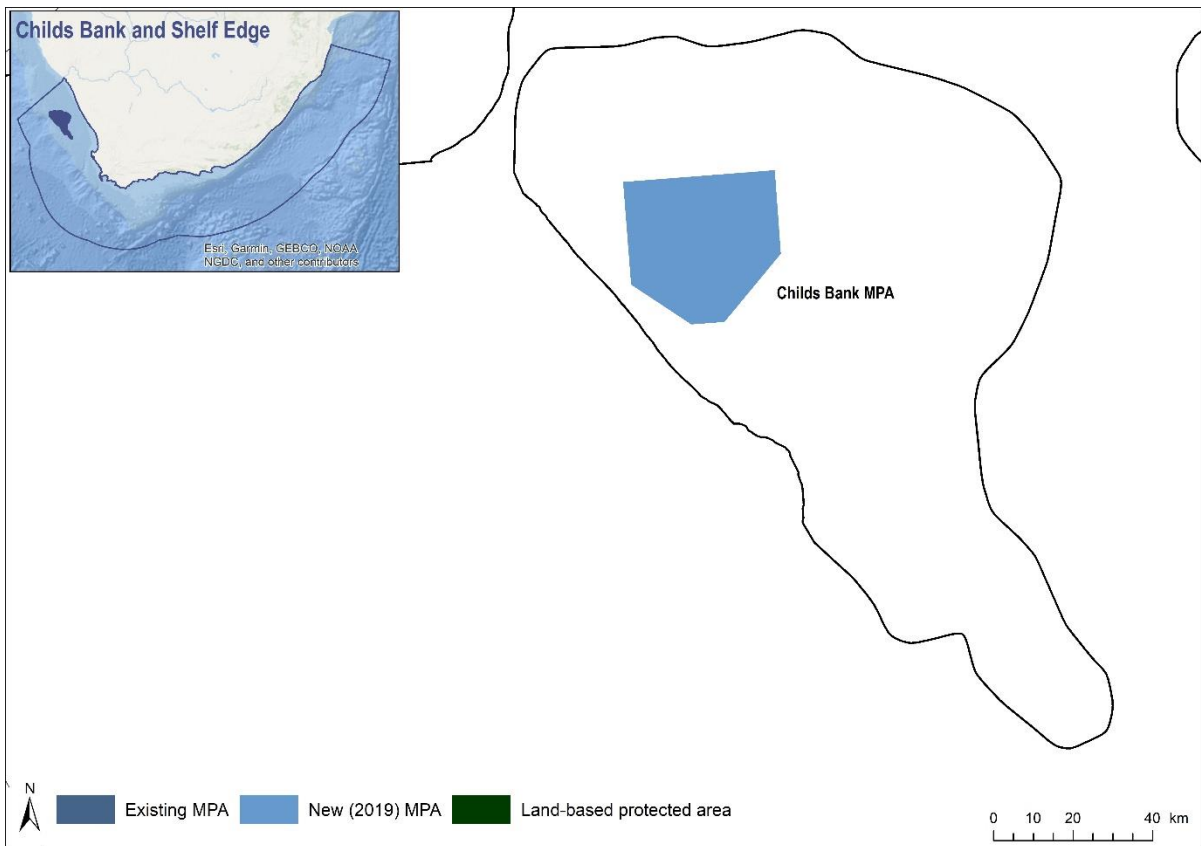 Childs Bank and Shelf Edge
Esri, Garmin, GEBCO, NOAA
NGDC, and other contributors
Childs Bank MPA
N
Existing MPA
New (2019) MPA
Land-based protected area
0 10 20 40 km